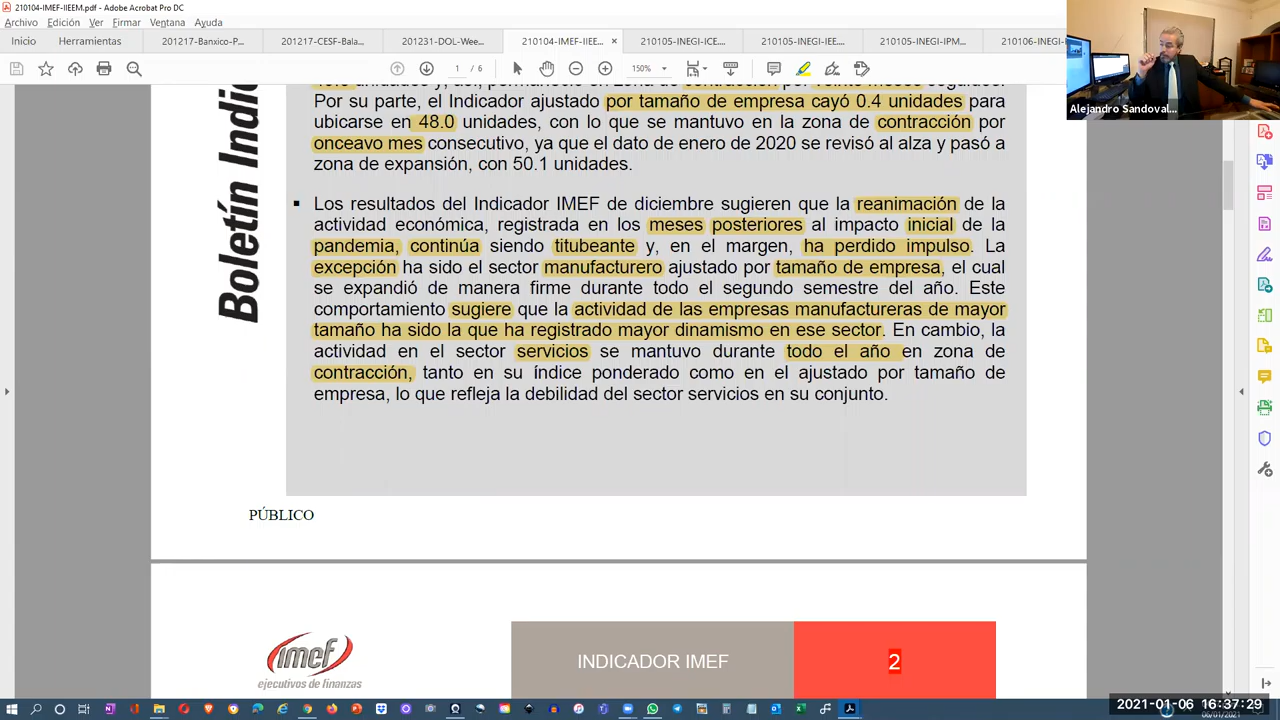 210104-IMEF-IIEEM.pdf - Adobe Acrobat Pro DC
Archivo Edición Ver Firmar Ventana Ayuda
Inicio Herramientas 201217-Banxico-P... 201217-CESF-Bala... 201231-DOL-Wee... 210104-IMEF-IIEE... × 210105-INEGI-ICE... 210105-INEGI-IEE... 210105-INEGI-IPM... 210106-INEGI-
/ 6 150%
Alejandro Sandoval...
Boletín Indic
Por su parte, el Indicador ajustado por tamaño de empresa cayó 0.4 unidades para
ubicarse en 48.0 unidades, con lo que se mantuvo en la zona de contracción por
onceavo mes consecutivo, ya que el dato de enero de 2020 se revisó al alza y pasó a
zona de expansión, con 50.1 unidades.
▪ Los resultados del Indicador IMEF de diciembre sugieren que la reanimación de la
actividad económica, registrada en los meses posteriores al impacto inicial de la
pandemia, continúa siendo titubeante y, en el margen, ha perdido impulso. La
excepción ha sido el sector manufacturero ajustado por tamaño de empresa, el cual
se expandió de manera firme durante todo el segundo semestre del año. Este
comportamiento sugiere que la actividad de las empresas manufactureras de mayor
tamaño ha sido la que ha registrado mayor dinamismo en ese sector. En cambio, la
actividad en el sector servicios se mantuvo durante todo el año en zona de
contracción, tanto en su índice ponderado como en el ajustado por tamaño de
empresa, lo que refleja la debilidad del sector servicios en su conjunto.
PÚBLICO
imef
ejecutivos de finanzas
INDICADOR IMEF
2
2021-01-06 16:37:29